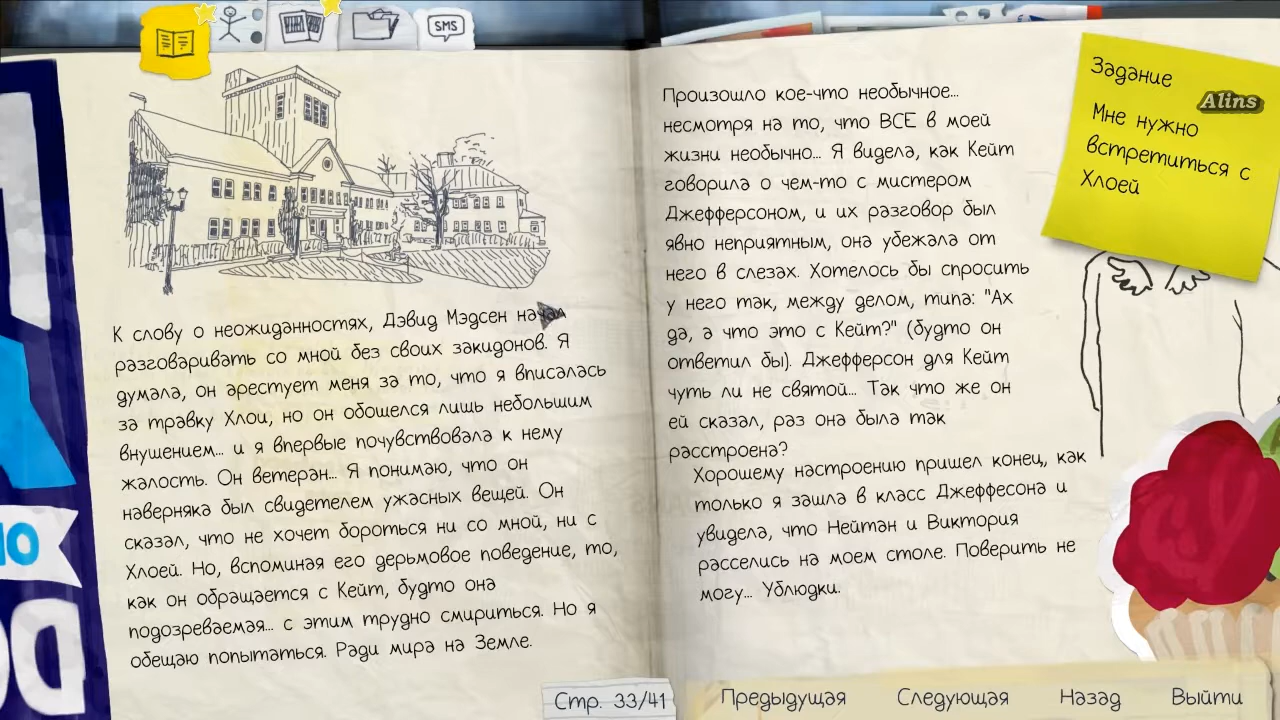 SMS
К слову о неожиданностях, Дэвид Мэдсен начал
разговаривать со мной без своих закидонов. Я
думала, он арестует меня за то, что я вписалась
за травку Хлои, но он обошелся лишь небольшим
внушением... и я впервые почувствовала к нему
жалость. Он ветеран... Я понимаю, что он
наверняка был свидетелем ужасных вещей. Он
сказал, что не хочет бороться ни со мной, ни с
Хлоей. Но, вспоминая его дерьмовое поведение, то,
как он обращается с Кейт, будто она
подозреваемая... с этим трудно смириться. Но я
обещаю попытаться. Ради мира на Земле.
Произошло кое-что необычное...
несмотря на то, что ВСЕ в моей
жизни необычно... Я видела, как Кейт
говорила о чем-то с мистером
Джефферсоном, и их разговор был
явно неприятным, она убежала от
него в слезах. Хотелось бы спросить
у него так, между делом, типа: "Ах
да, а что это с Кейт?" (будто он
ответил бы). Джефферсон для Кейт
чуть ли не святой... Так что же он
ей сказал, раз она была так
расстроена?
Хорошему настроению пришел конец, как
только я зашла в класс Джеффесона и
увидела, что Нейтан и Виктория
расселись на моем столе. Поверить не
могу... Ублюдки.
Задание
Alins
Мне нужно
встретиться с
Хлоей
Стр. 33/41
Предыдущая
Следующая
Назад
Выйти